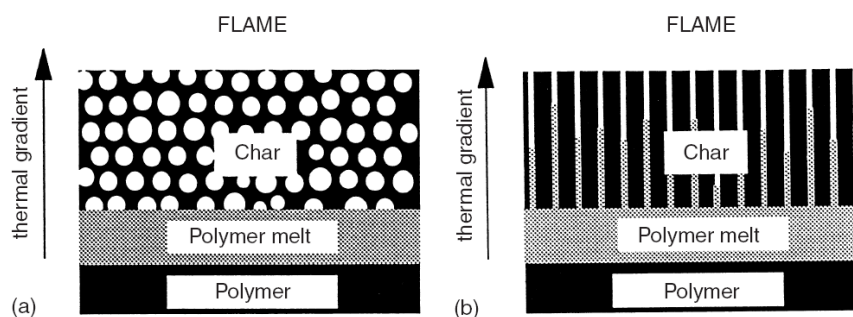 FLAME
thermal gradient
Char
Polymer melt
Polymer
(a)
FLAME
thermal gradient
Char
Polymer melt
Polymer
(b)